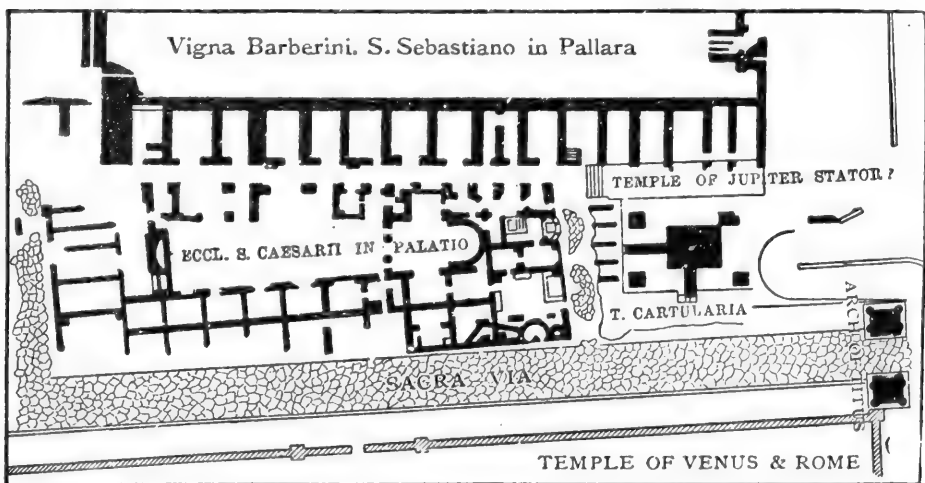 Vigna Barberini. S. Sebastiano in Pallara
TEMPLE OF JUPITER STATOR?
ECCL. S. CAESARII IN PALATIO
T. CARTULARIA
ARCH OF TITUS
SACRA VIA
TEMPLE OF VENUS & ROME